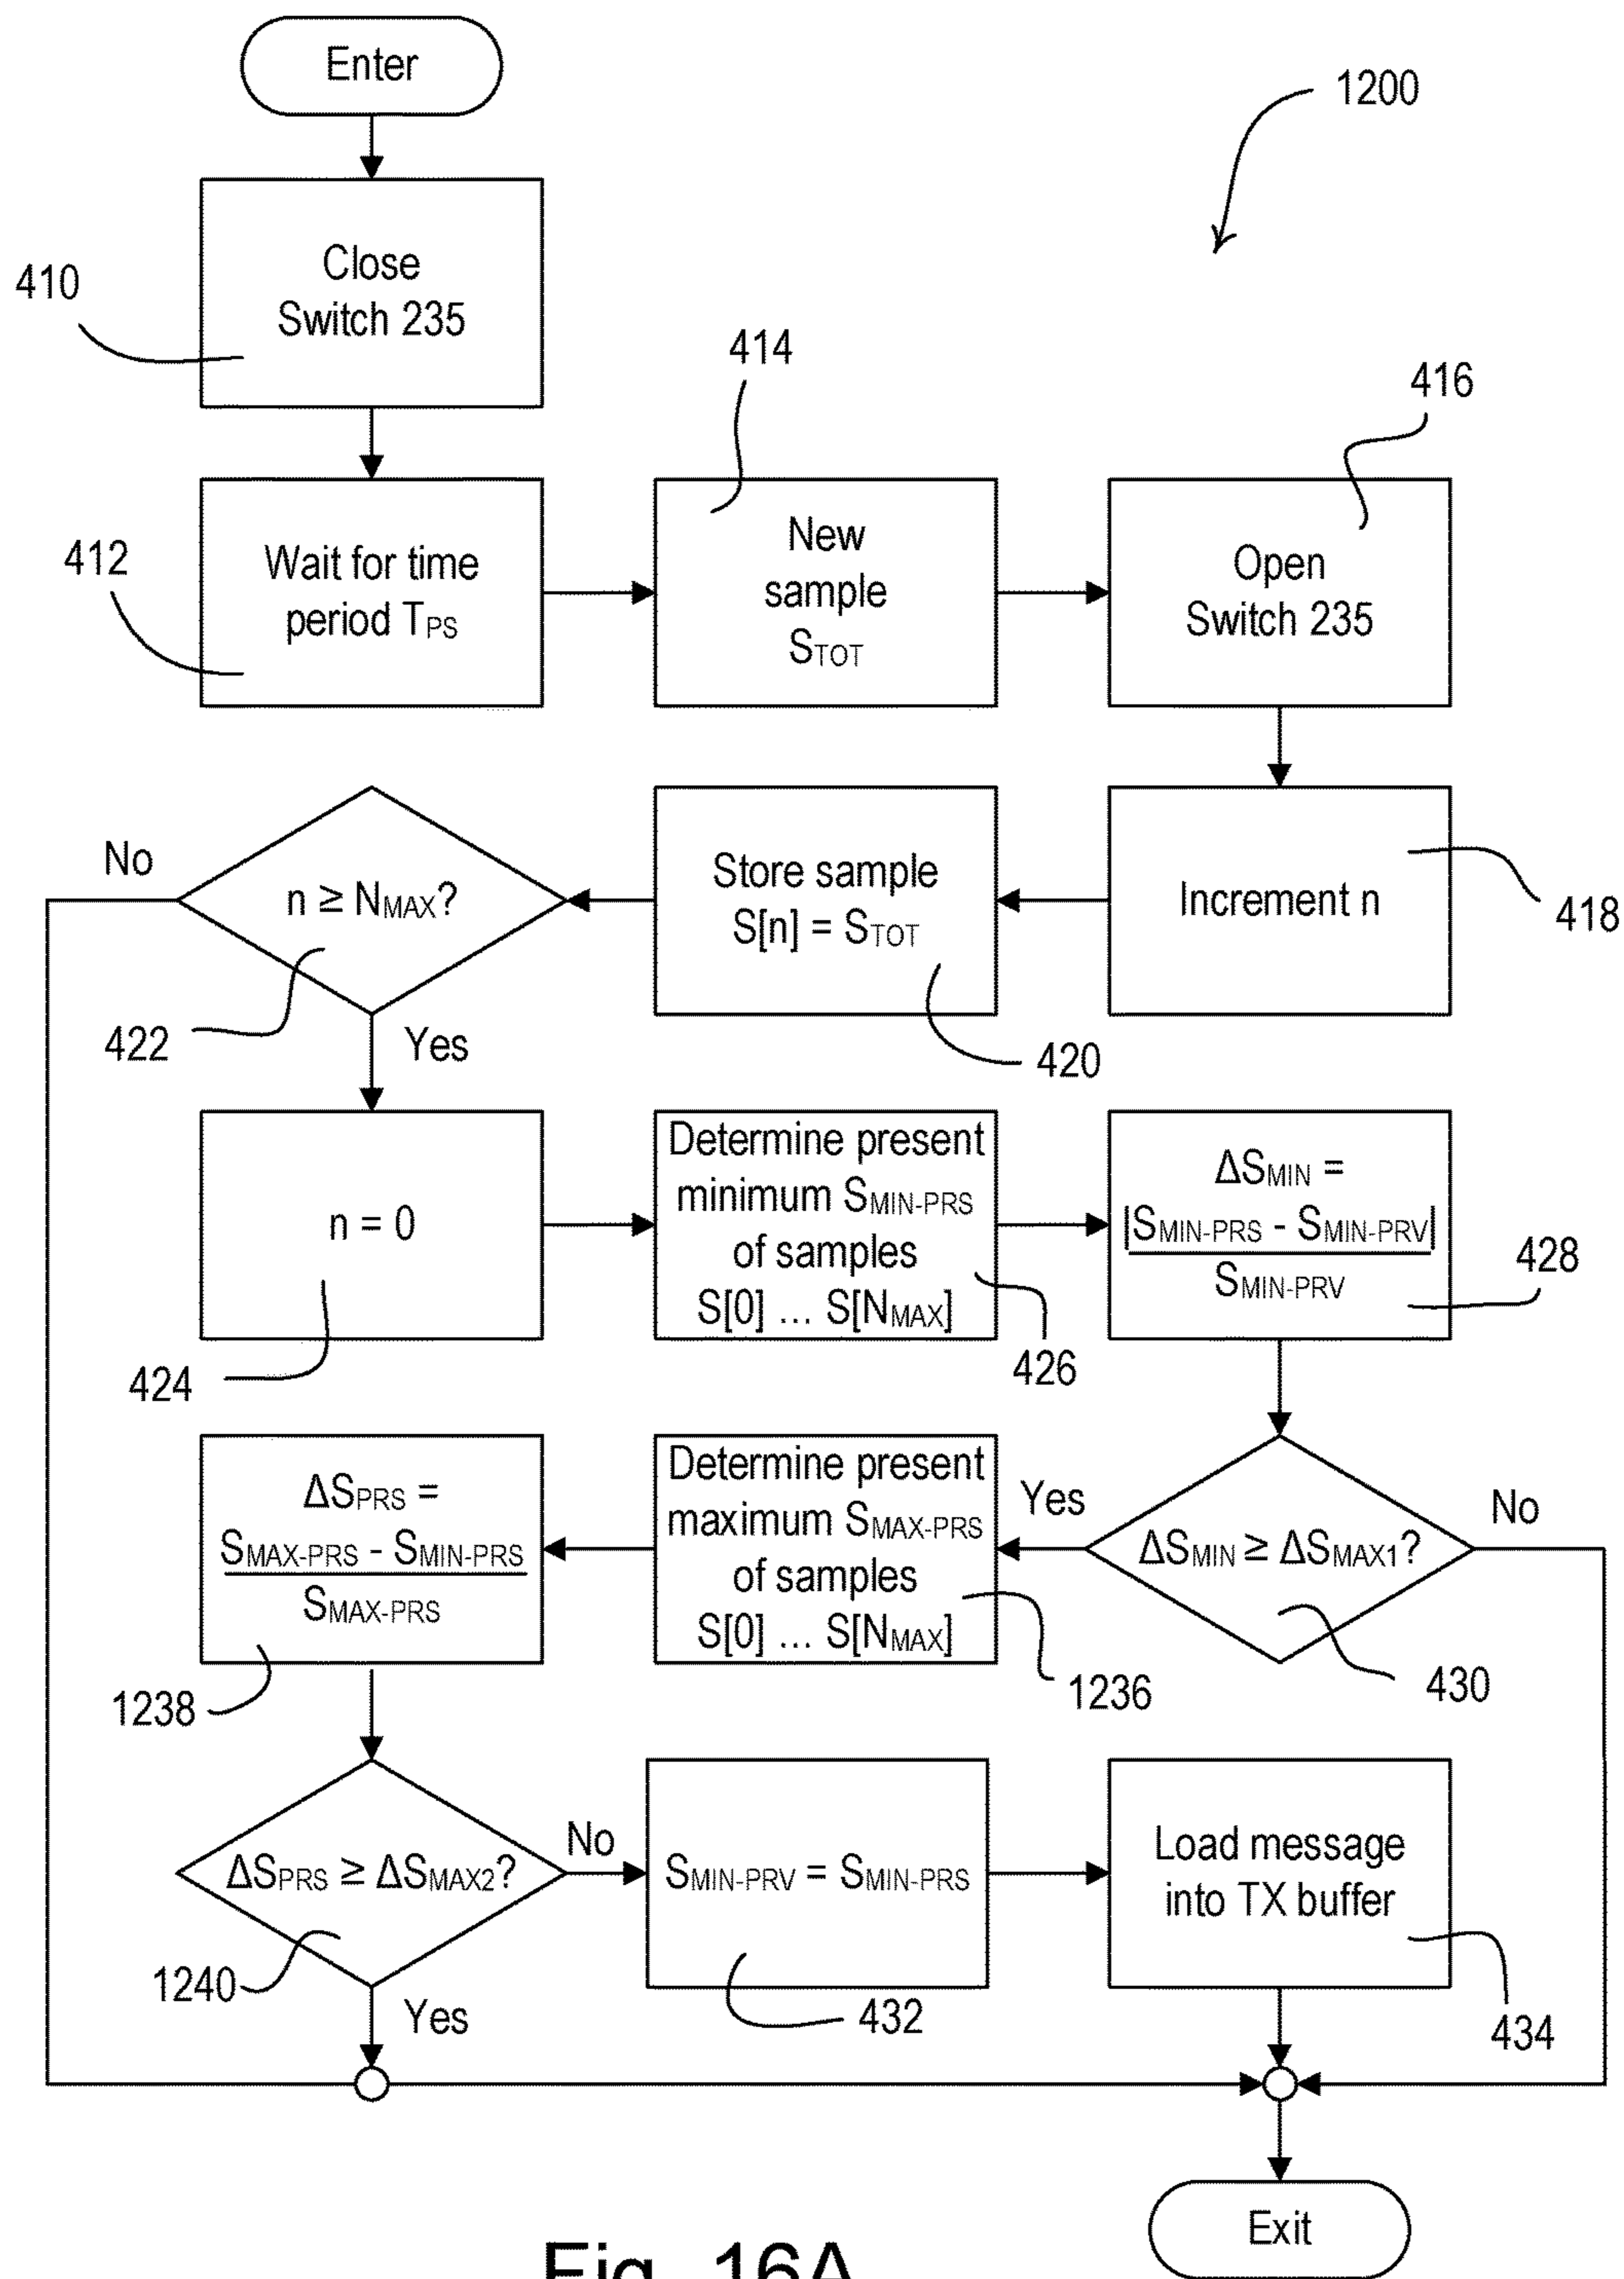 Enter
1200
410
Close
Switch 235
414
416
412
Wait for time
period TPS
New
sample
STOT
Open
Switch 235
No
n ≥ NMAX?
422
Yes
Store sample
S[n] = STOT
420
Increment n
418
n = 0
424
Determine present
minimum SMIN-PRS
of samples
S[0] ... S[NMAX]
426
ΔSMIN =
|SMIN-PRS - SMIN-PRV|
SMIN-PRV
428
ΔSPRS =
SMAX-PRS - SMIN-PRS
SMAX-PRS
1238
Determine present
maximum SMAX-PRS
of samples
S[0] ... S[NMAX]
1236
Yes
ΔSMIN ≥ ΔSMAX1?
No
430
ΔSPRS ≥ ΔSMAX2?
No
1240
Yes
SMIN-PRV = SMIN-PRS
432
Load message
into TX buffer
434
Exit
Fig. 16A